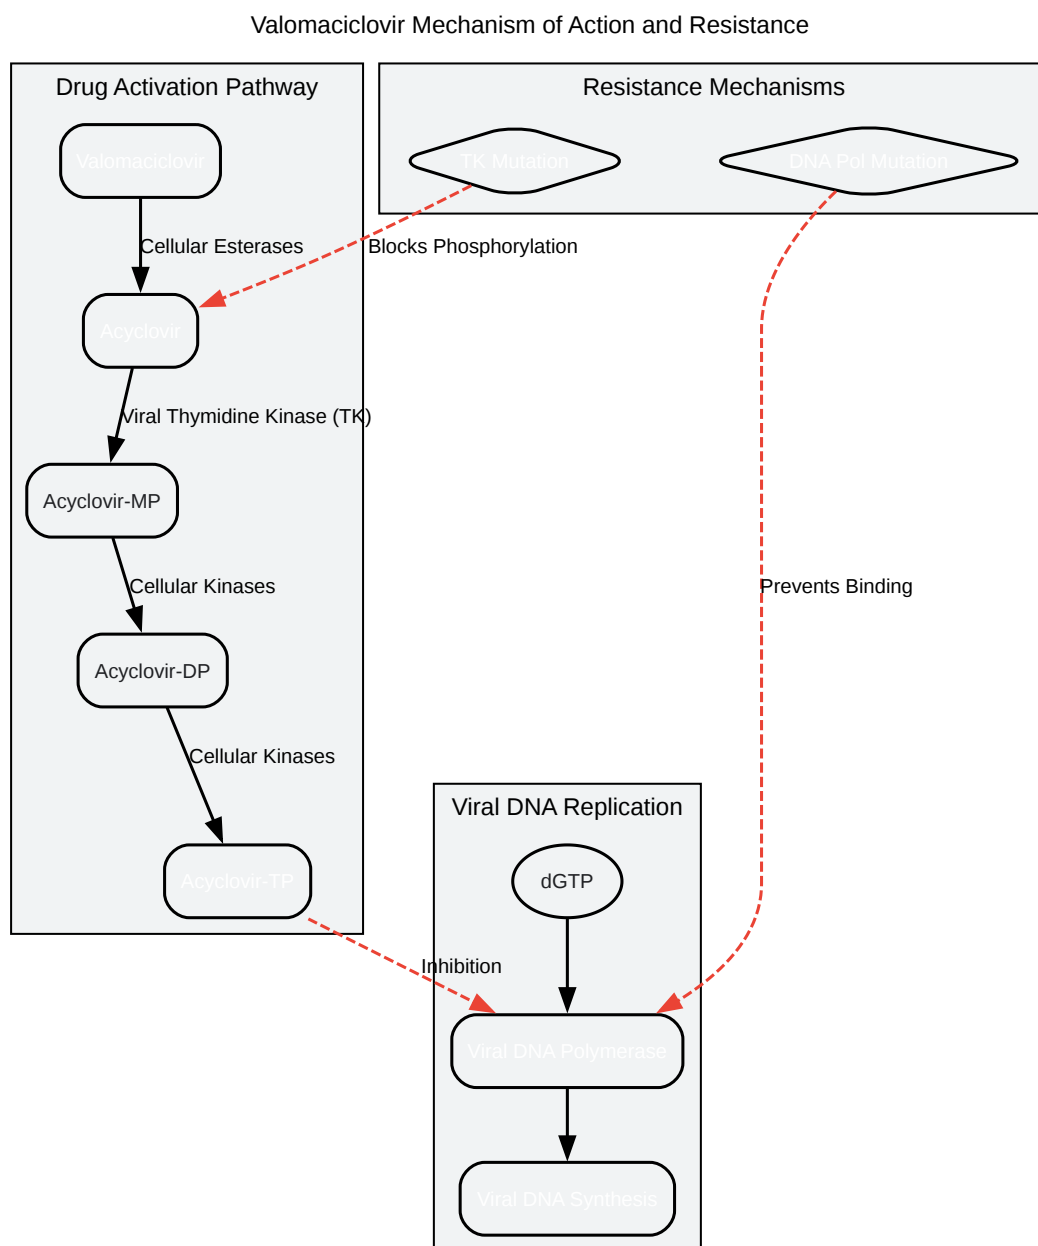 Valomaciclovir Mechanism of Action and Resistance
Drug Activation Pathway
Resistance Mechanisms
Valomaciclovir
TK Mutation
DNA Pol Mutation
Cellular Esterases
Blocks Phosphorylation
Acyclovir
Viral Thymidine Kinase (TK)
Acyclovir-MP
Cellular Kinases
Prevents Binding
Acyclovir-DP
Cellular Kinases
Viral DNA Replication
Acyclovir-TP
dGTP
Inhibition
Viral DNA Polymerase
Viral DNA Synthesis